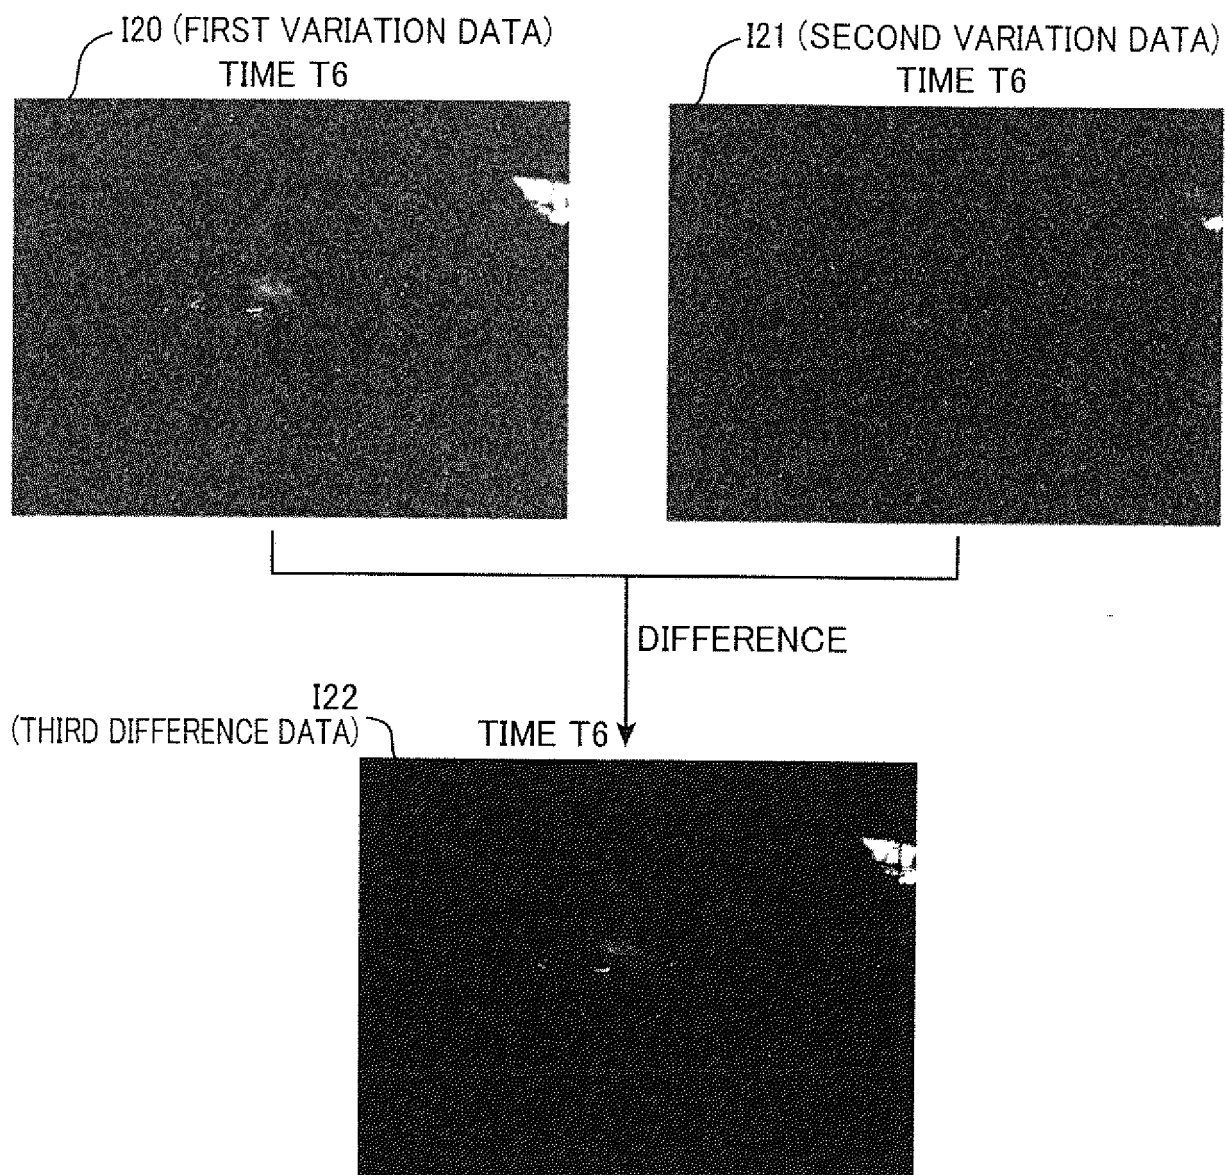 I20 (FIRST VARIATION DATA)
TIME T6
I21 (SECOND VARIATION DATA)
TIME T6
DIFFERENCE
I22
(THIRD DIFFERENCE DATA)
TIME T6